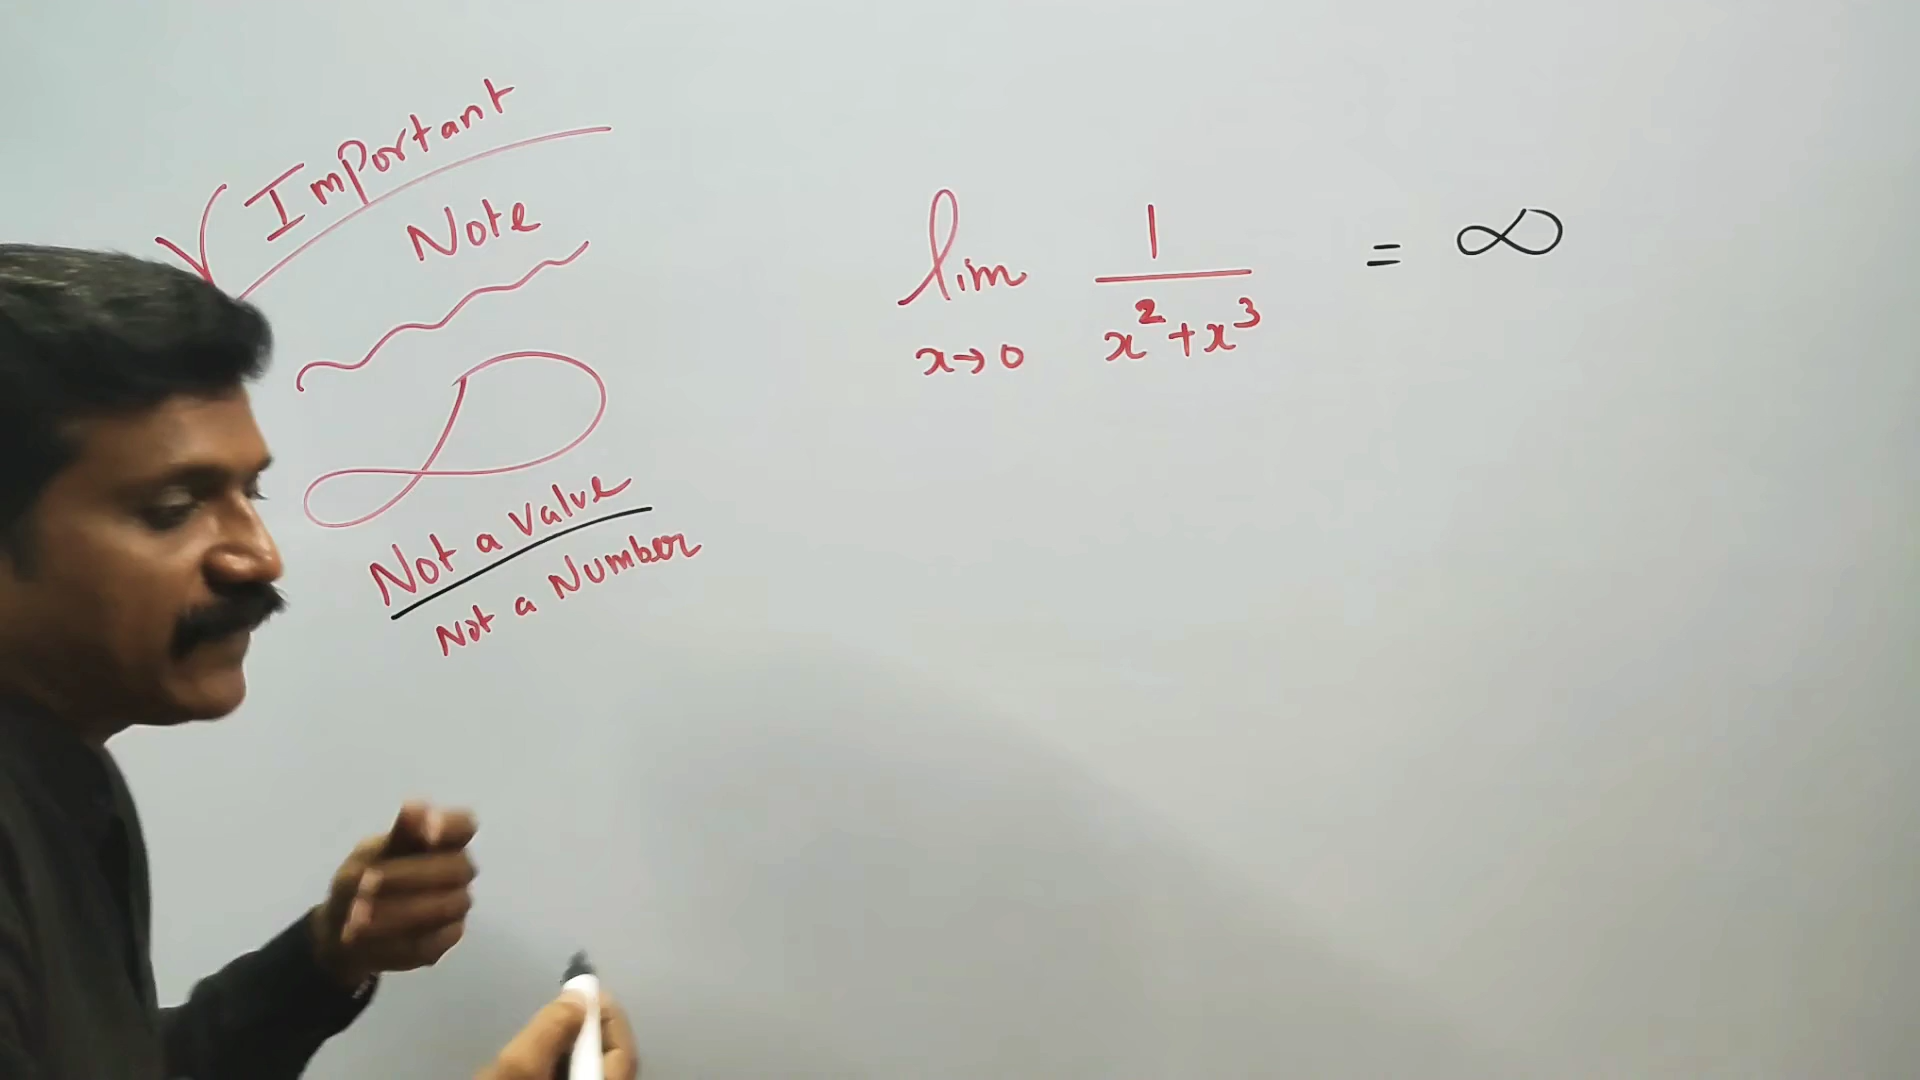 Important
Note
∞
Not a Value
Not a Number
lim x→0 1/(x²+x³) = ∞